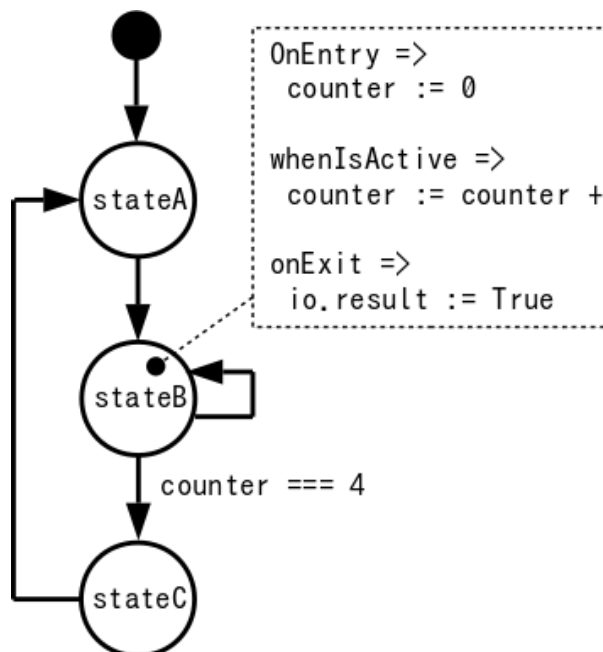 OnEntry =>
counter := 0
whenIsActive =>
counter := counter +
onExit =>
io.result := True
stateA
stateB
counter === 4
stateC